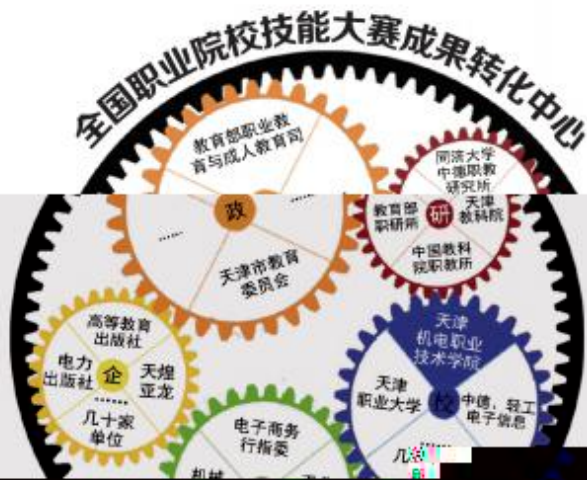 全国职业院校技能大赛成果转化中心
教育部职业教
育与成人教育司
政
......
......
天津市教育
委员会
同济大学
中德职教
研究所
教育部
职研所
研
天津
教科院
中国教科
院职教所
高等教育
出版社
电力
出版社
企
天煌
亚龙
......
几十家
单位
天津
机电职业
技术学院
天津
职业大学
校
中德、轻工
电子信息
......
电子商务
行指委
机械